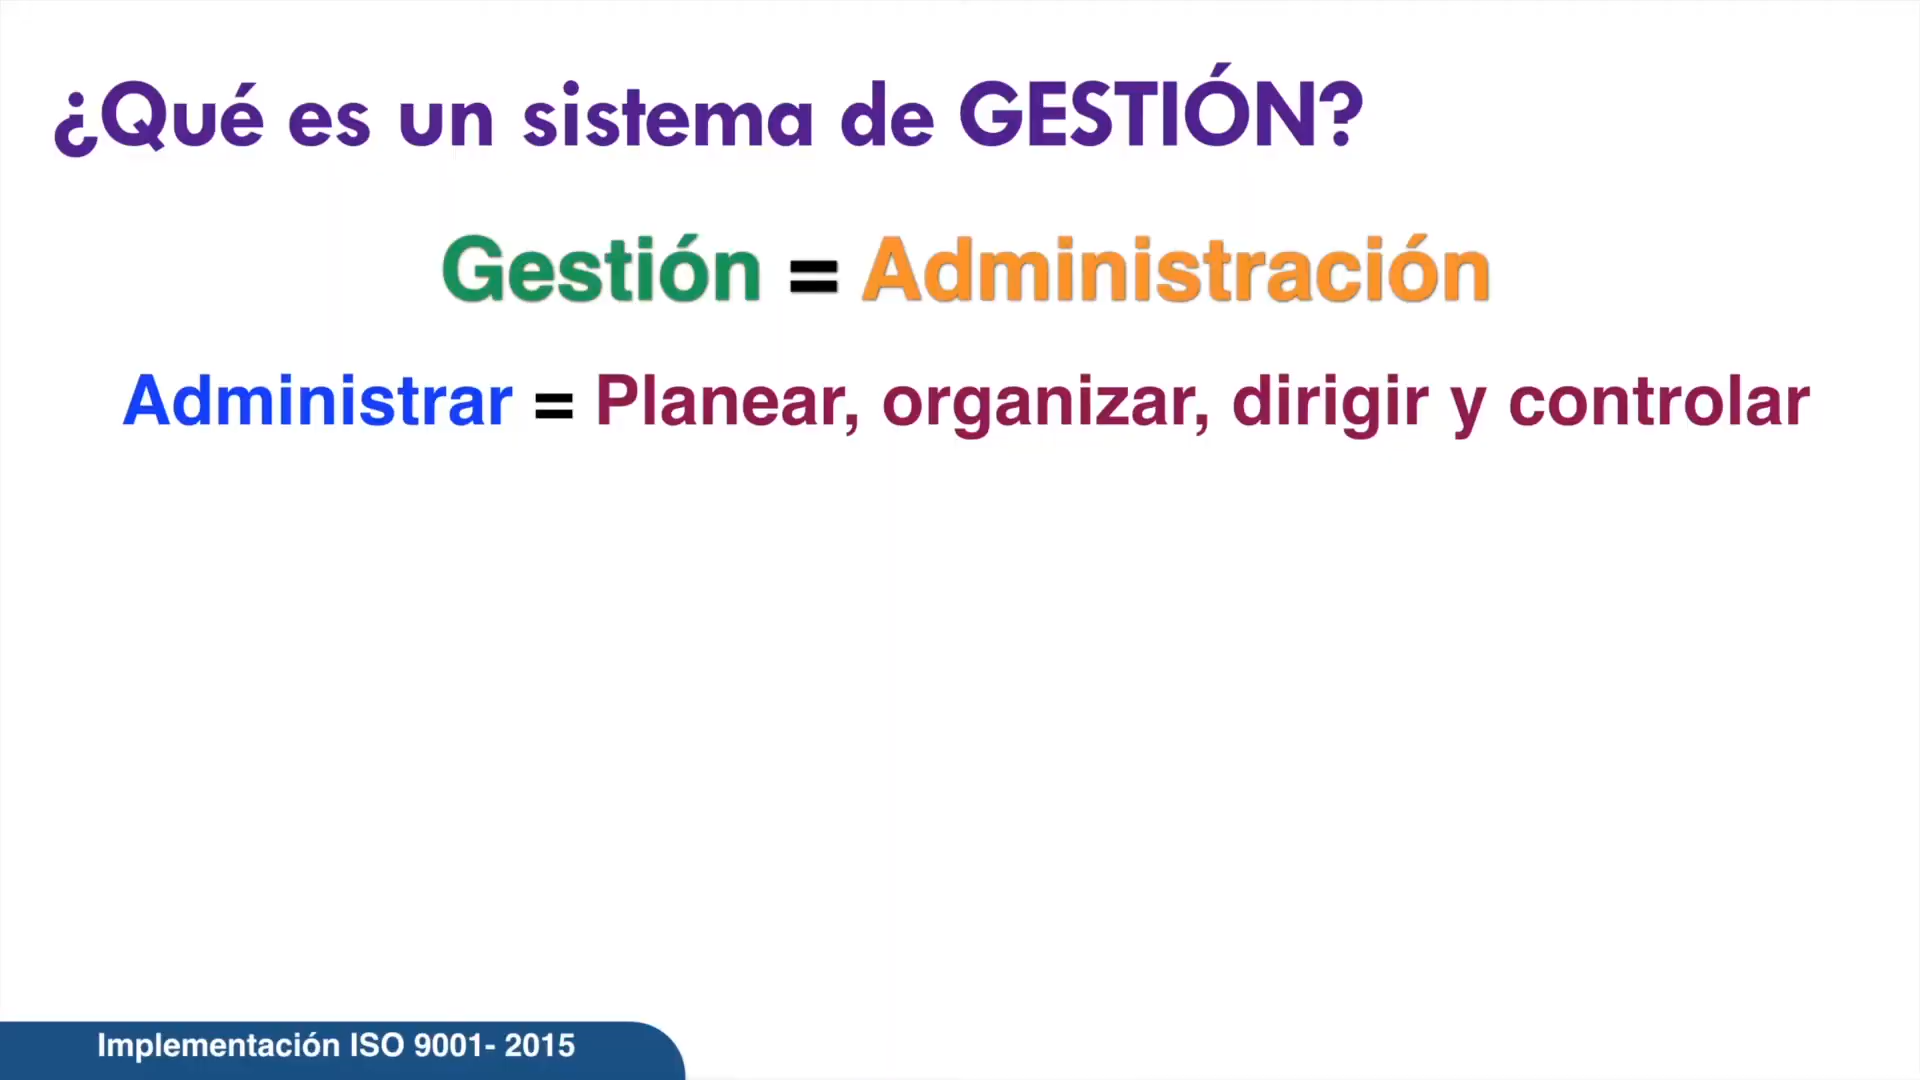 ¿Qué es un sistema de GESTIÓN?
Gestión = Administración
Administrar = Planear, organizar, dirigir y controlar
Implementación ISO 9001- 2015